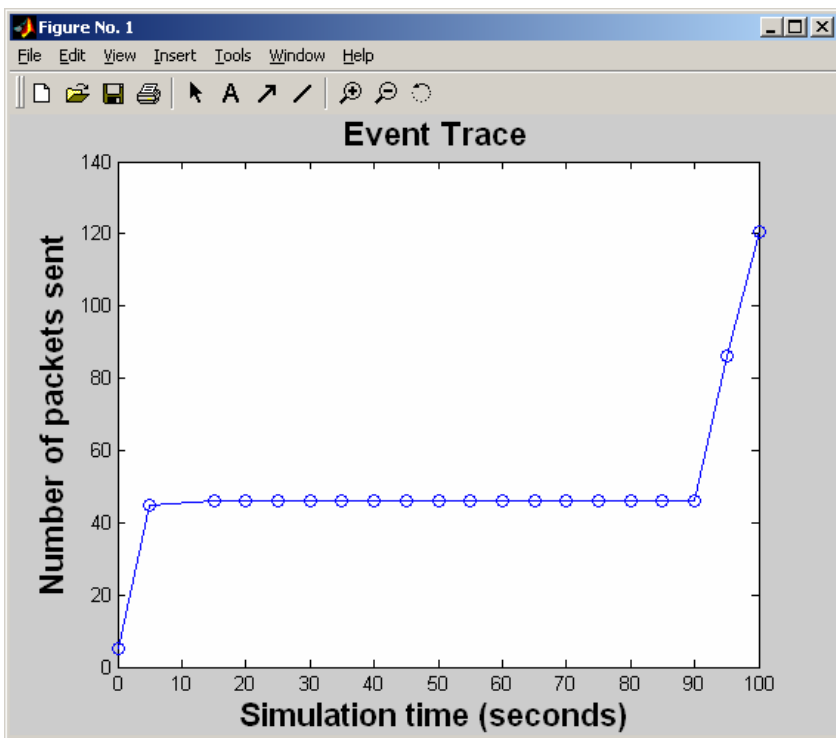 Figure No. 1
File Edit View Insert Tools Window Help
A
Event Trace
Number of packets sent
140
120
100
80
60
40
20
0
0 10 20 30 40 50 60 70 80 90 100
Simulation time (seconds)